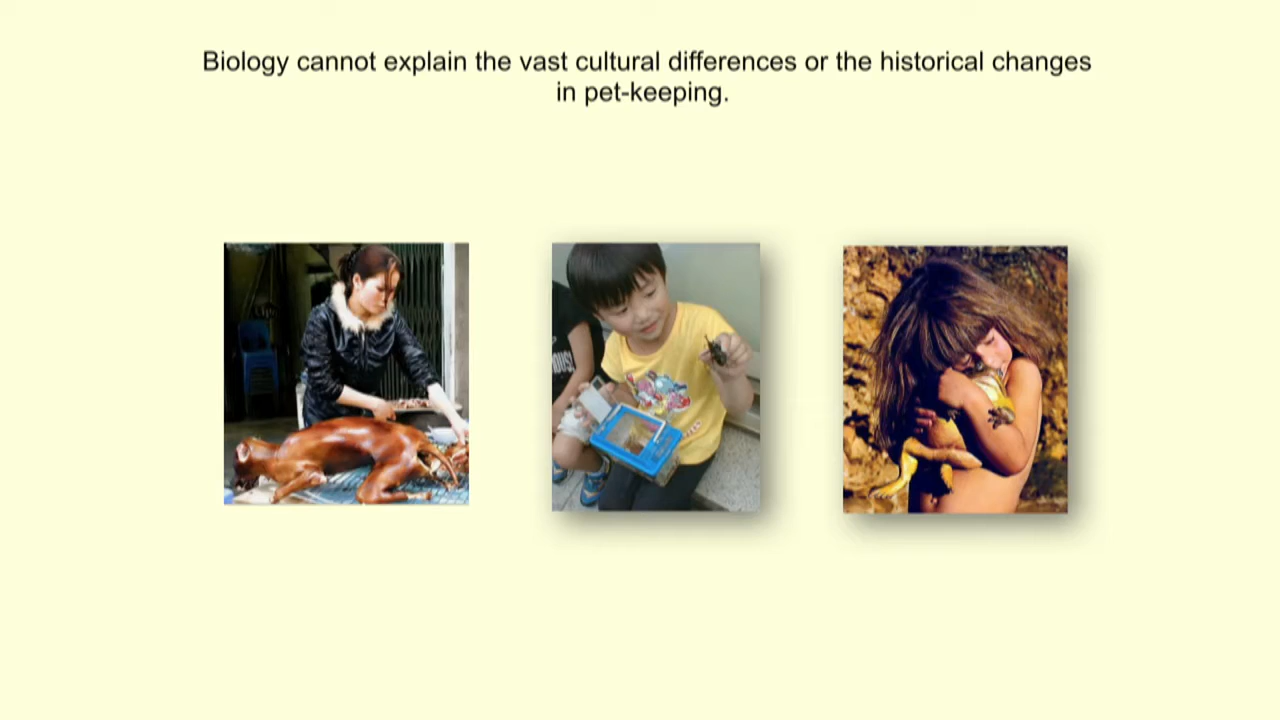 Biology cannot explain the vast cultural differences or the historical changes
in pet-keeping.